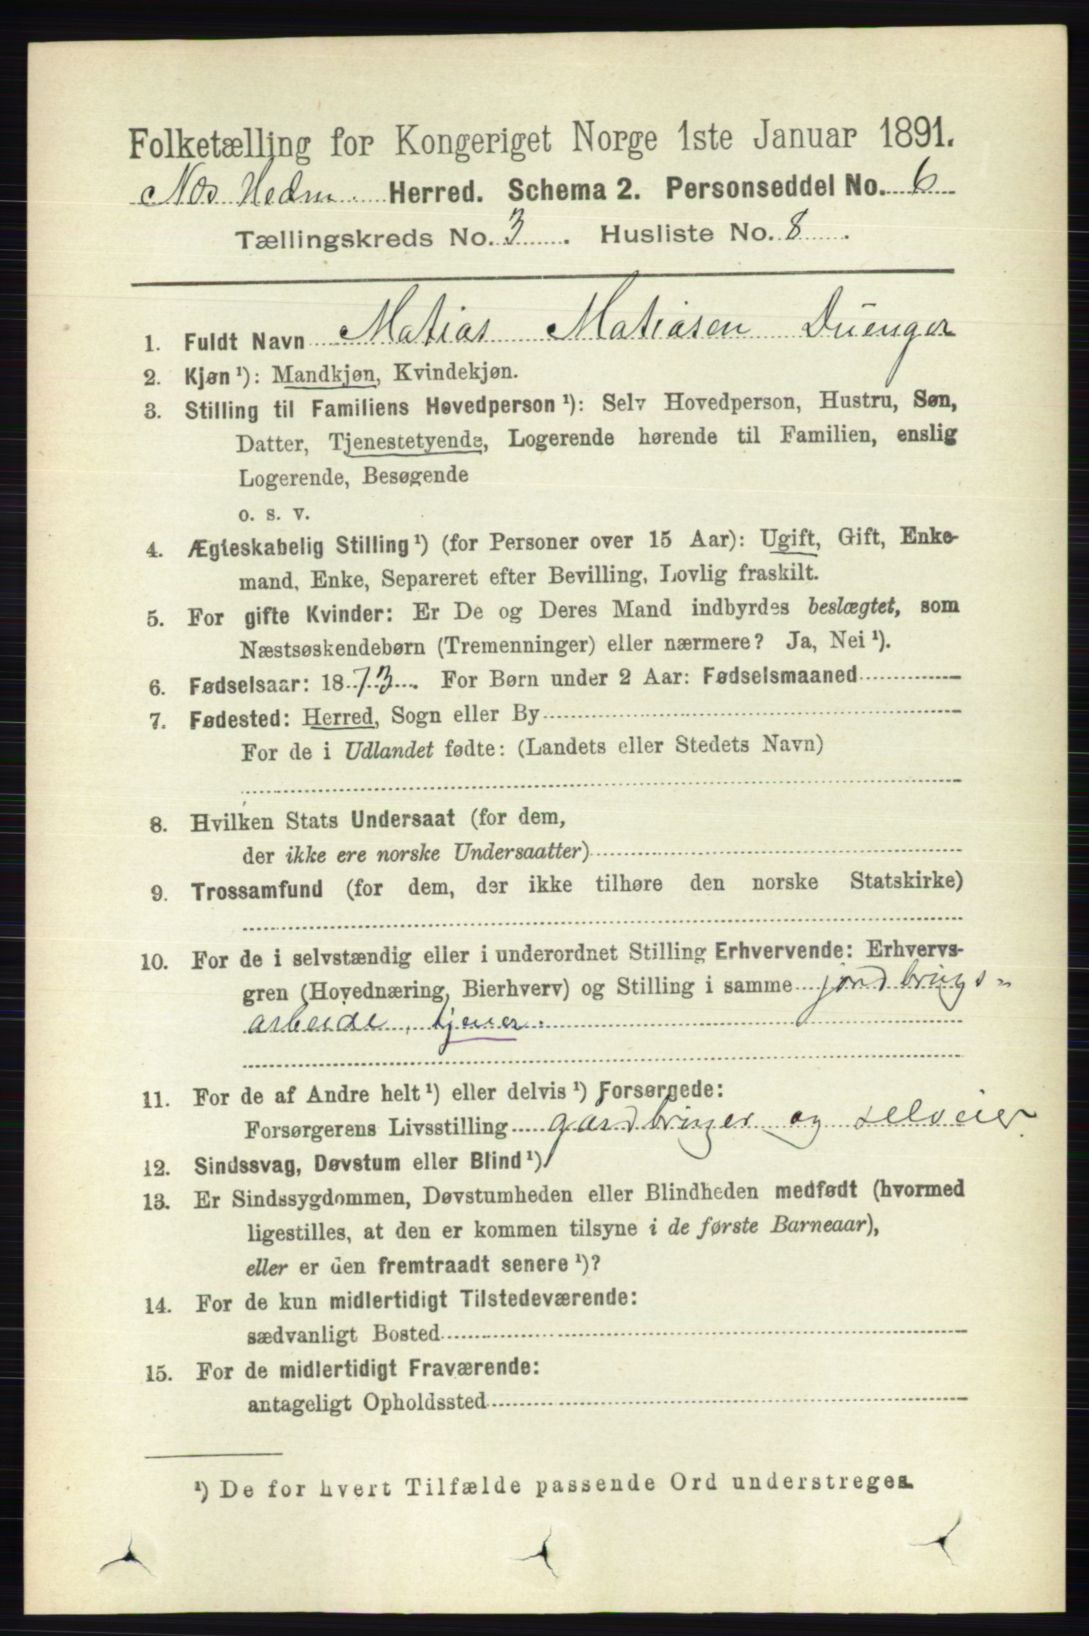 Folketælling for Kongeriget Norge 1ste Januar 1891.
Næs Hedm. Herred. Schema 2. Personseddel No. 6
Tællingskreds No. 3. Husliste No. 8.
1. Fuldt Navn Matias Matiasen Duengor
2. Kjøn ¹): Mandkjøn, Kvindekjøn.
3. Stilling til Familiens Hovedperson ¹): Selv Hovedperson, Hustru, Søn,
Datter, Tjenestetyende, Logerende hørende til Familien, enslig
Logerende, Besøgende
o. s. v.
4. Ægteskabelig Stilling ¹) (for Personer over 15 Aar): Ugift, Gift, Enke-
mand, Enke, Separeret efter Bevilling, Lovlig fraskilt.
5. For gifte Kvinder: Er De og Deres Mand indbyrdes beslægtet, som
Næstsøskendebørn (Tremenninger) eller nærmere? Ja, Nei ¹).
6. Fødselsaar: 1873. For Børn under 2 Aar: Fødselsmaaned
7. Fødested: Herred, Sogn eller By
For de i Udlandet fødte: (Landets eller Stedets Navn)
8. Hvilken Stats Undersaat (for dem,
der ikke ere norske Undersaatter)
9. Trossamfund (for dem, der ikke tilhøre den norske Statskirke)
10. For de i selvstændig eller i underordnet Stilling Erhvervende: Erhvervs-
gren (Hovednæring, Bierhverv) og Stilling i samme jordbrugs-
arbeide, tjener.
11. For de af Andre helt ¹) eller delvis ¹) Forsørgede:
Forsørgerens Livsstilling gardbruger og selveier
12. Sindssvag, Døvstum eller Blind ¹)
13. Er Sindssygdommen, Døvstumheden eller Blindheden medfødt (hvormed
ligestilles, at den er kommen tilsyne i de første Barneaar),
eller er den fremtraadt senere ¹)?
14. For de kun midlertidigt Tilstedeværende:
sædvanligt Bosted
15. For de midlertidigt Fraværende:
antageligt Opholdssted
¹) De for hvert Tilfælde passende Ord understreges.